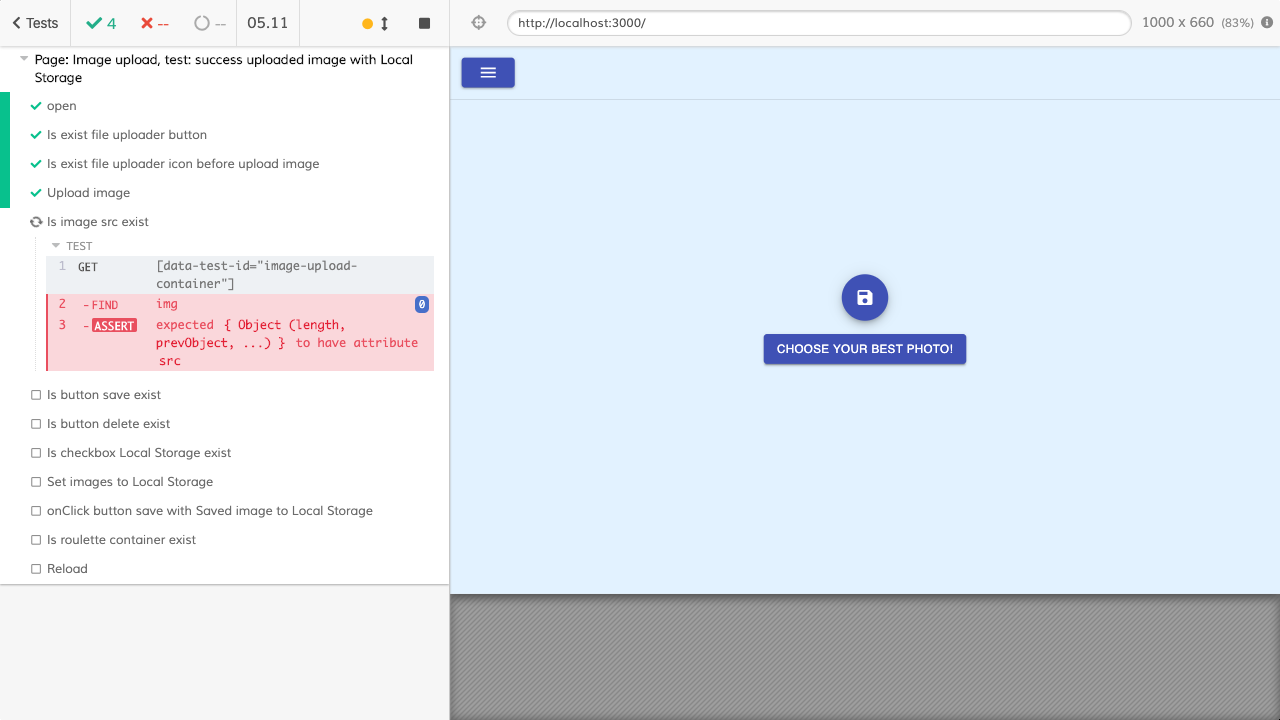 Tests
4
--
--
05.11
http://localhost:3000/
1000 x 660 (83%)
Page: Image upload, test: success uploaded image with Local
Storage
open
Is exist file uploader button
Is exist file uploader icon before upload image
Upload image
Is image src exist
TEST
1 GET [data-test-id="image-upload-
container"]
2 -FIND img 0
3 -ASSERT expected { Object (length,
prevObject, ...) } to have attribute
src
Is button save exist
Is button delete exist
Is checkbox Local Storage exist
Set images to Local Storage
onClick button save with Saved image to Local Storage
Is roulette container exist
Reload
CHOOSE YOUR BEST PHOTO!